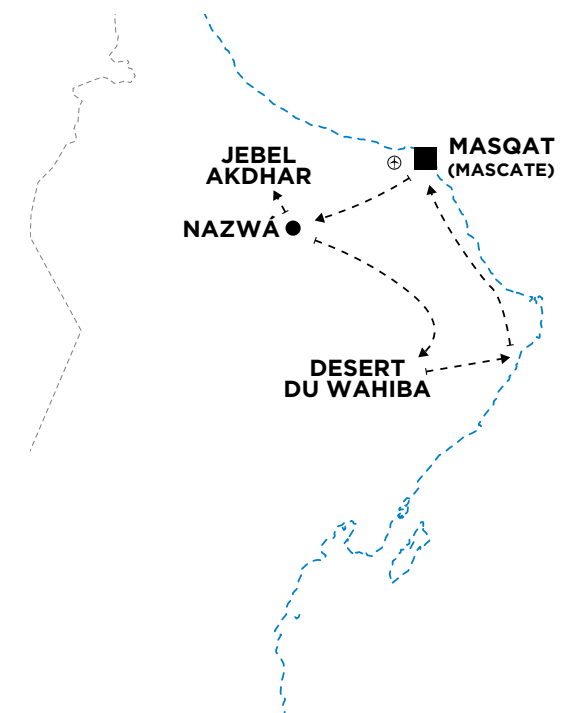 MASQAT
(MASCATE)
JEBEL
AKDHAR
NAZWÁ
DESERT
DU WAHIBA